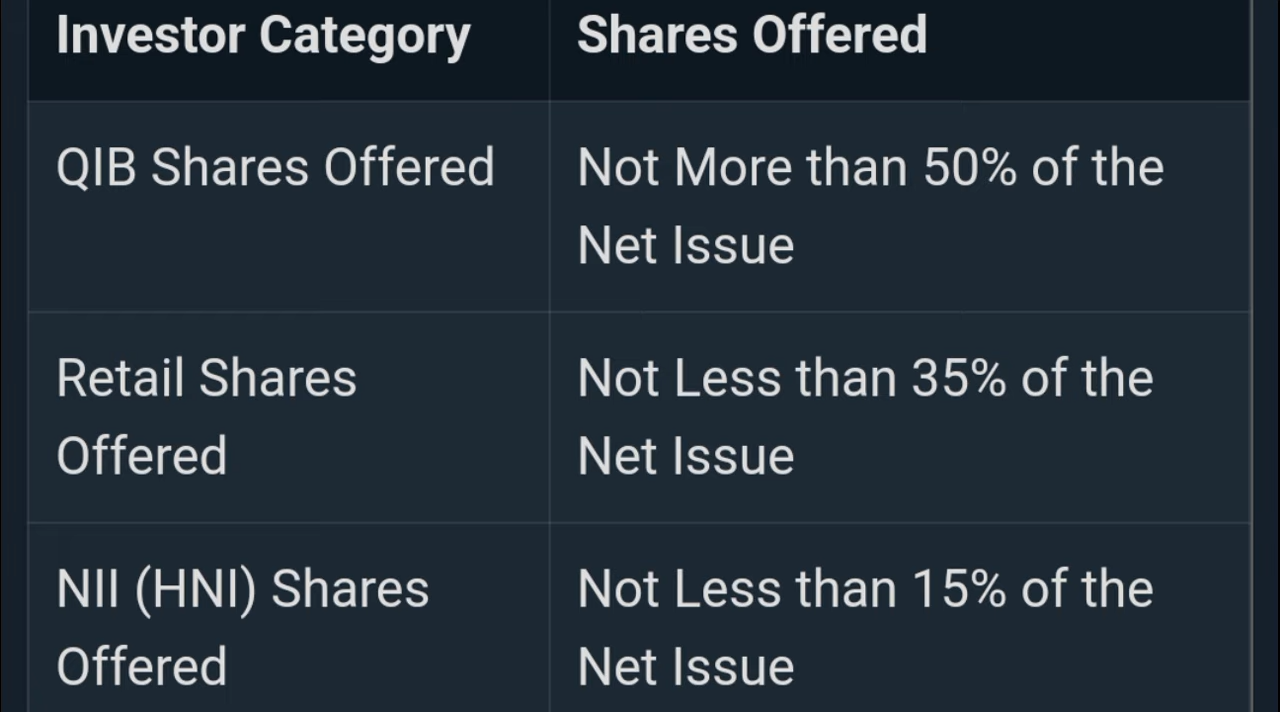 Investor Category
Shares Offered
QIB Shares Offered
Not More than 50% of the
Net Issue
Retail Shares
Offered
Not Less than 35% of the
Net Issue
NII (HNI) Shares
Offered
Not Less than 15% of the
Net Issue